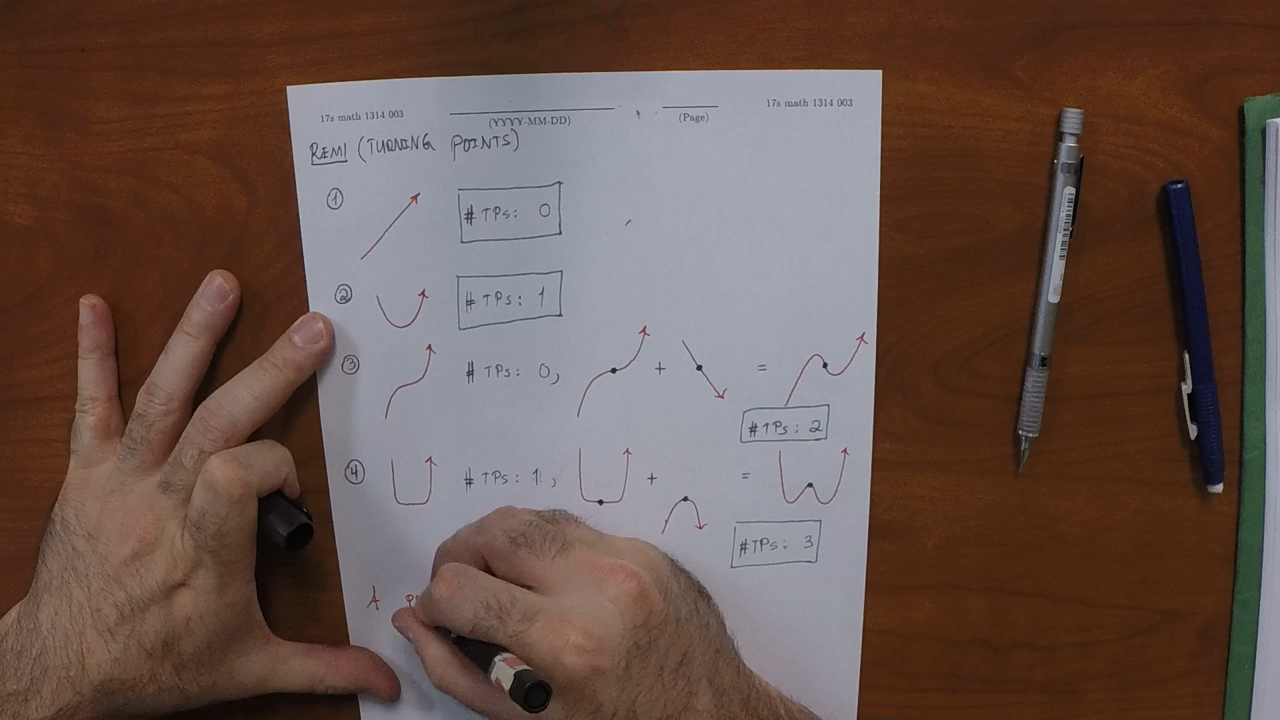 17s math 1314 003 (YYYY-MM-DD) , (Page) 17s math 1314 003
REM (TURNING POINTS)
① # TPs: 0
② # TPs: 1
③ # TPs: 0, + =
# TPs: 2
④ # TPs: 1, + =
# TPs: 3
A